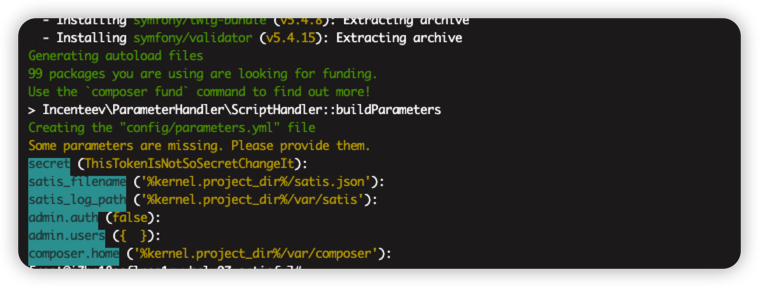 - Installing symfony/twig-bundle (v5.4.8): Extracting archive
- Installing symfony/validator (v5.4.15): Extracting archive
Generating autoload files
99 packages you are using are looking for funding.
Use the `composer fund` command to find out more!
> Incenteev\ParameterHandler\ScriptHandler::buildParameters
Creating the "config/parameters.yml" file
Some parameters are missing. Please provide them.
secret (ThisTokenIsNotSoSecretChangeIt):
satis_filename ('%kernel.project_dir%/satis.json'):
satis_log_path ('%kernel.project_dir%/var/satis'):
admin.auth (false):
admin.users ({  }):
composer.home ('%kernel.project_dir%/var/composer'):